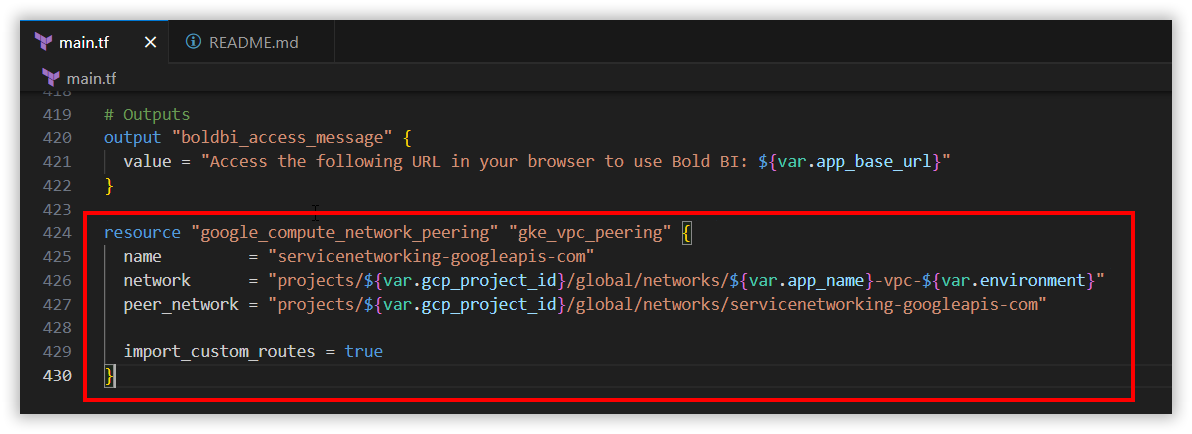 main.tf
README.md
main.tf
418
419 # Outputs
420 output "boldbi_access_message" {
421   value = "Access the following URL in your browser to use Bold BI: ${var.app_base_url}"
422 }
423
424 resource "google_compute_network_peering" "gke_vpc_peering" {
425   name         = "servicenetworking-googleapis-com"
426   network      = "projects/${var.gcp_project_id}/global/networks/${var.app_name}-vpc-${var.environment}"
427   peer_network = "projects/${var.gcp_project_id}/global/networks/servicenetworking-googleapis-com"
428
429   import_custom_routes = true
430 }